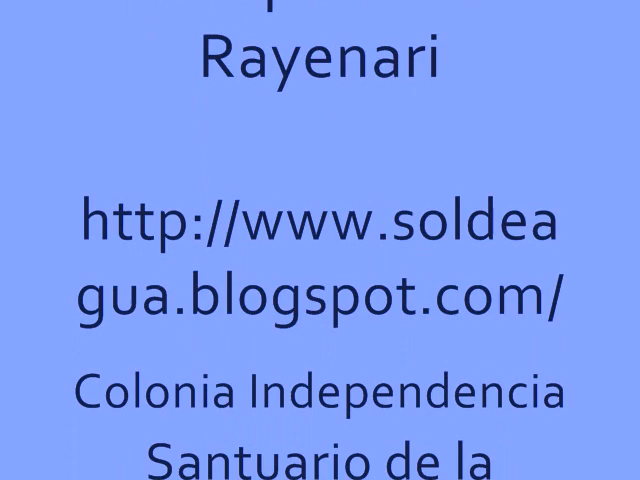 Rayenari
http://www.soldea
gua.blogspot.com/
Colonia Independencia
Santuario de la